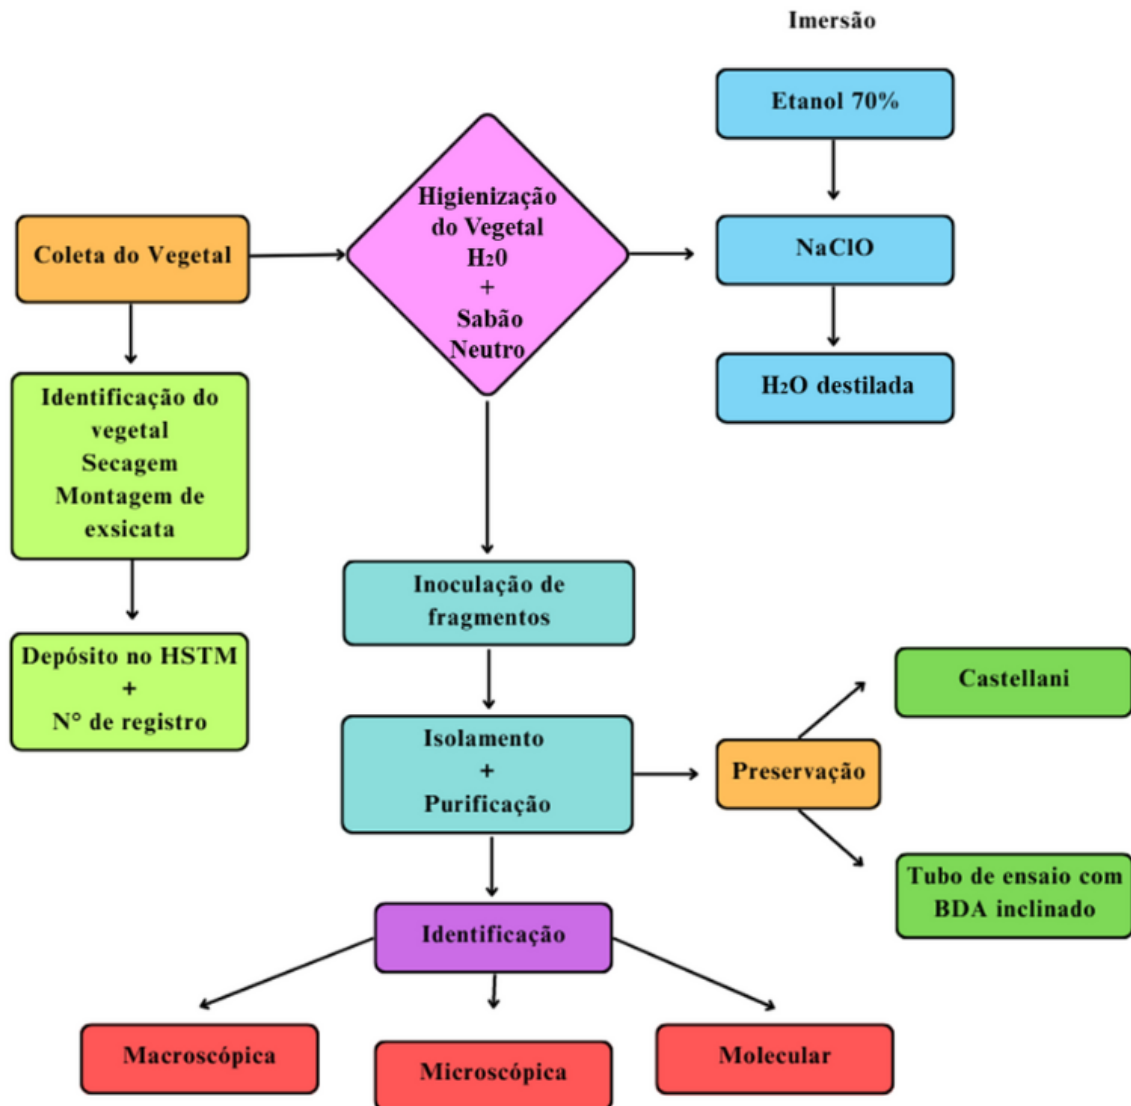 Imersão
Etanol 70%
Higienização
do Vegetal
H₂0
+
Sabão
Neutro
Coleta do Vegetal
NaClO
H₂O destilada
Identificação do
vegetal
Secagem
Montagem de
exsicata
Inoculação de
fragmentos
Depósito no HSTM
+
N° de registro
Castellani
Isolamento
+
Purificação
Preservação
Tubo de ensaio com
BDA inclinado
Identificação
Macroscópica
Microscópica
Molecular